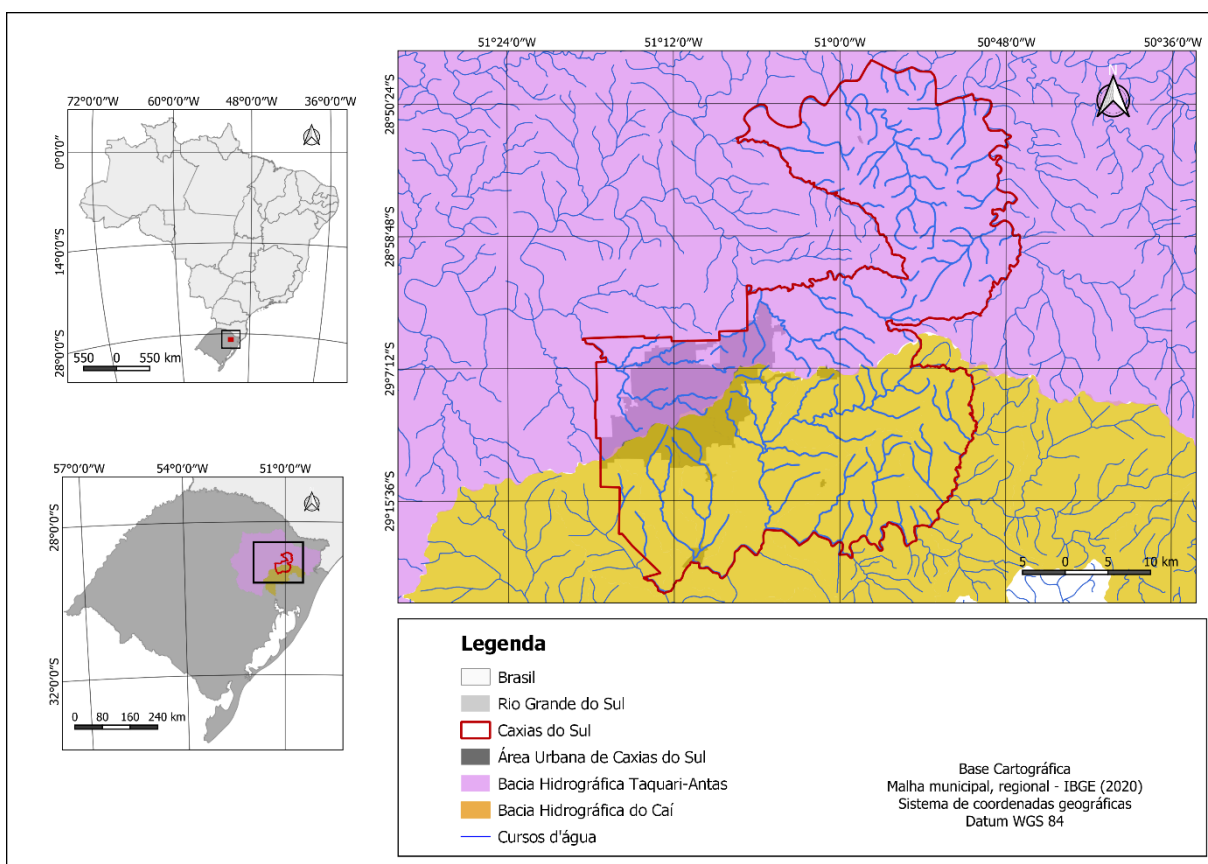 72°0'0"W 60°0'0"W 48°0'0"W 36°0'0"W
0°0'0"
14°0'0"S
28°0'0"S
550 0 550 km
57°0'0"W 54°0'0"W 51°0'0"W
28°0'0"S
32°0'0"S
0 80 160 240 km
51°24'0"W 51°12'0"W 51°0'0"W 50°48'0"W 50°36'0"W
N
28°50'24"S
28°58'48"S
29°7'12"S
29°15'36"S
5 0 5 10 km
Legenda
Brasil
Rio Grande do Sul
Caxias do Sul
Área Urbana de Caxias do Sul
Bacia Hidrográfica Taquari-Antas
Bacia Hidrográfica do Caí
Cursos d'água
Base Cartográfica
Malha municipal, regional - IBGE (2020)
Sistema de coordenadas geográficas
Datum WGS 84